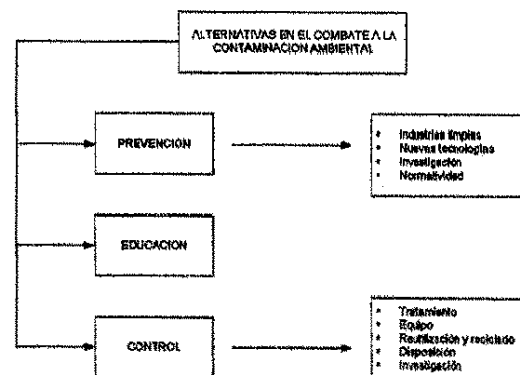 ALTERNATIVAS EN EL COMBATE A LA
CONTAMINACION AMBIENTAL
PREVENCION
* Industrias limpias
* Nuevas tecnologías
* Investigación
* Normatividad
EDUCACION
CONTROL
* Tratamiento
* Equipo
* Reutilización y reciclado
* Disposición
* Investigación